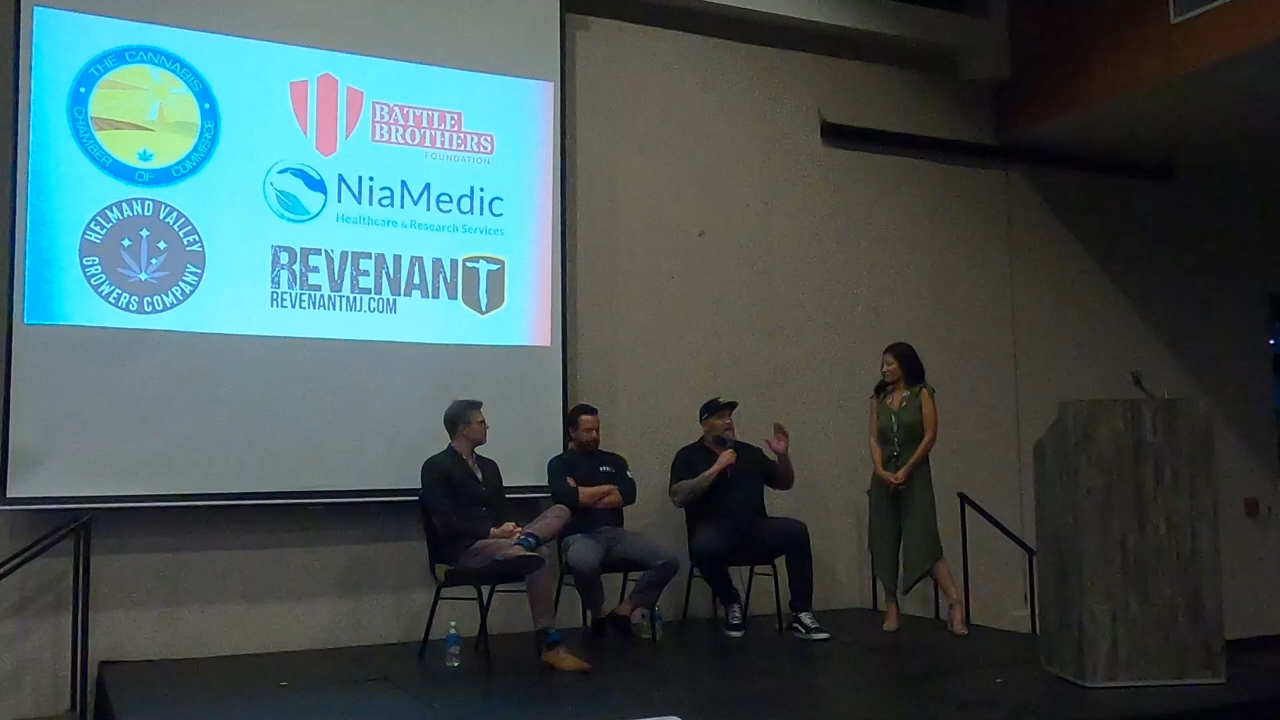 THE CANNABIS
CHAMBER OF COMMERCE
BATTLE
BROTHERS
FOUNDATION
NiaMedic
Healthcare & Research Services
HELMAND VALLEY
GROWERS COMPANY
REVENANT
REVENANTMJ.COM